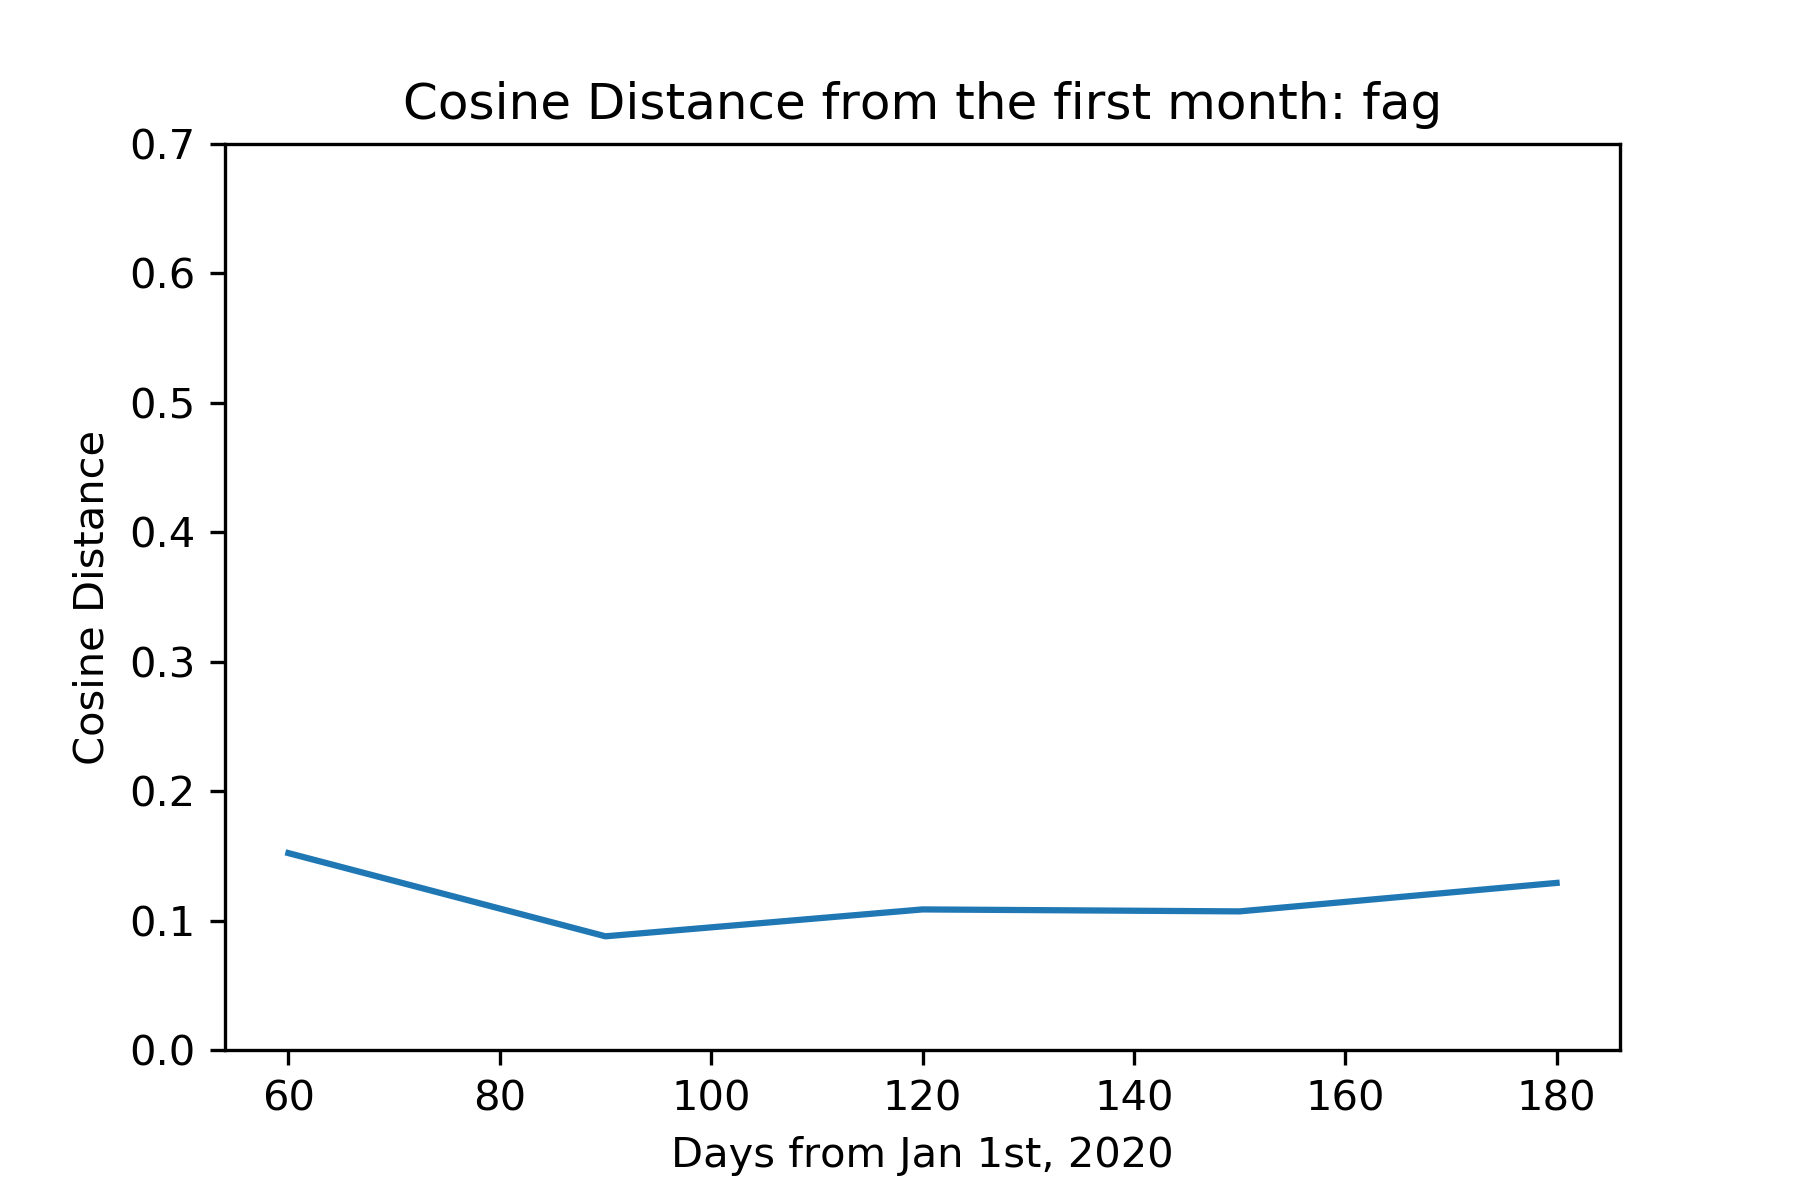 Cosine Distance from the first month: fag
0.7
0.6
0.5
0.4
0.3
0.2
0.1
0.0
Cosine Distance
60 80 100 120 140 160 180
Days from Jan 1st, 2020